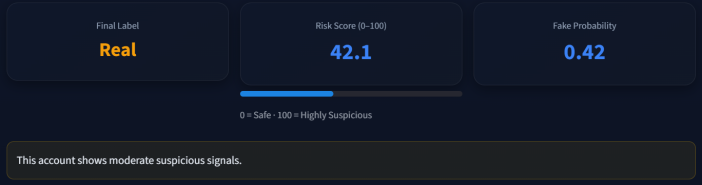 Final Label
Real
Risk Score (0–100)
42.1
Fake Probability
0.42
0 = Safe · 100 = Highly Suspicious
This account shows moderate suspicious signals.